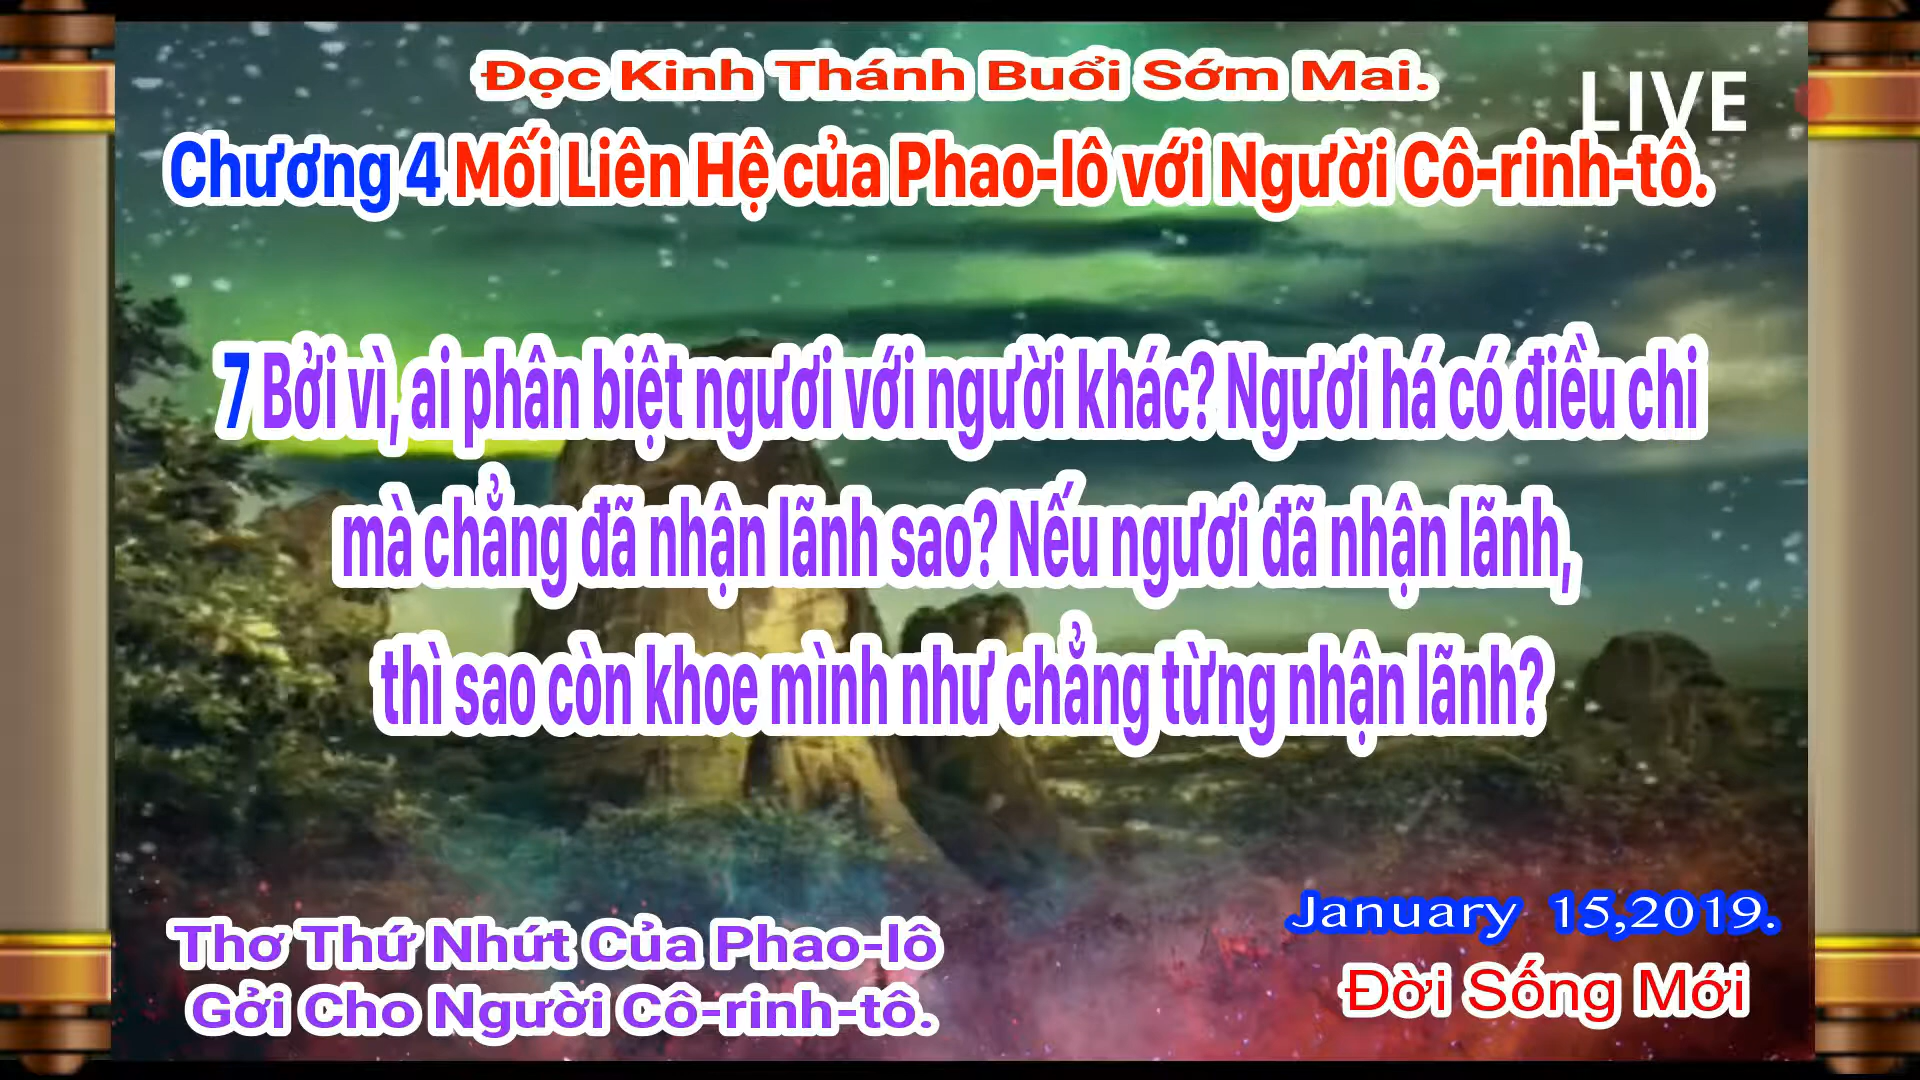 Đọc Kinh Thánh Buổi Sớm Mai.
LIVE
Chương 4 Mối Liên Hệ của Phao-lô với Người Cô-rinh-tô.
7 Bởi vì, ai phân biệt ngươi với người khác? Ngươi há có điều chi
mà chẳng đã nhận lãnh sao? Nếu ngươi đã nhận lãnh,
thì sao còn khoe mình như chẳng từng nhận lãnh?
Thơ Thứ Nhứt Của Phao-lô
Gởi Cho Người Cô-rinh-tô.
January 15,2019.
Đời Sống Mới